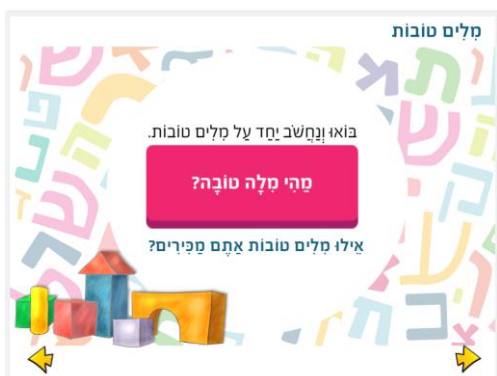 מִלִּים טוֹבוֹת
בּוֹאוּ וְנַחֲשֹׁב יַחַד עַל מִלִּים טוֹבוֹת.
מַהִי מִלָּה טוֹבָה?
אֵילוּ מִלִּים טוֹבוֹת אַתֶּם מַכִּירִים?